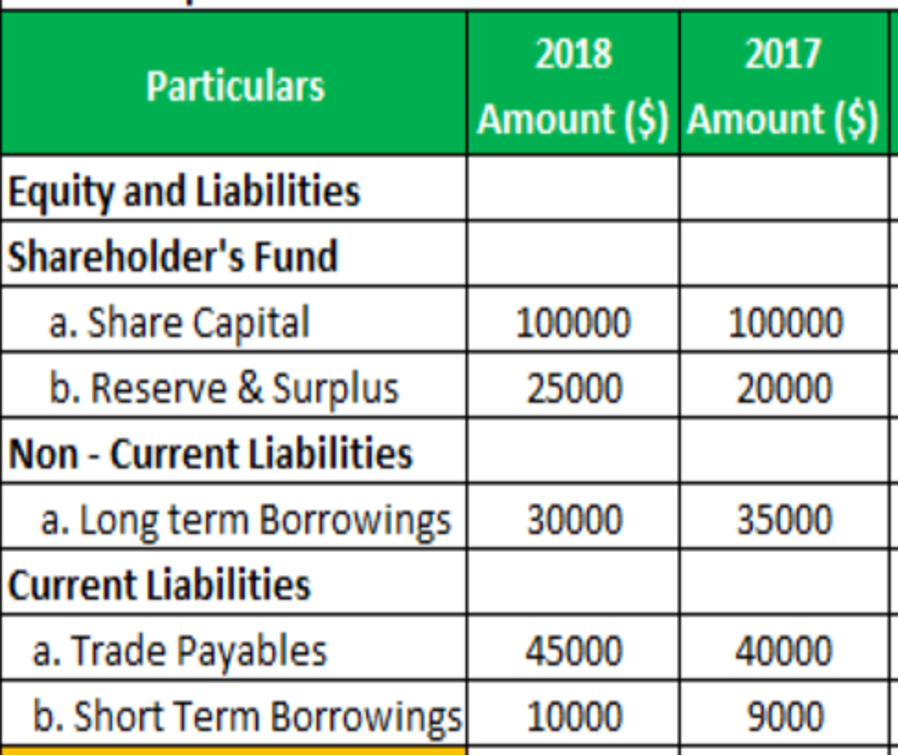 Particulars 2018 Amount ($) 2017 Amount ($)
Equity and Liabilities
Shareholder's Fund
a. Share Capital 100000 100000
b. Reserve & Surplus 25000 20000
Non - Current Liabilities
a. Long term Borrowings 30000 35000
Current Liabilities
a. Trade Payables 45000 40000
b. Short Term Borrowings 10000 9000